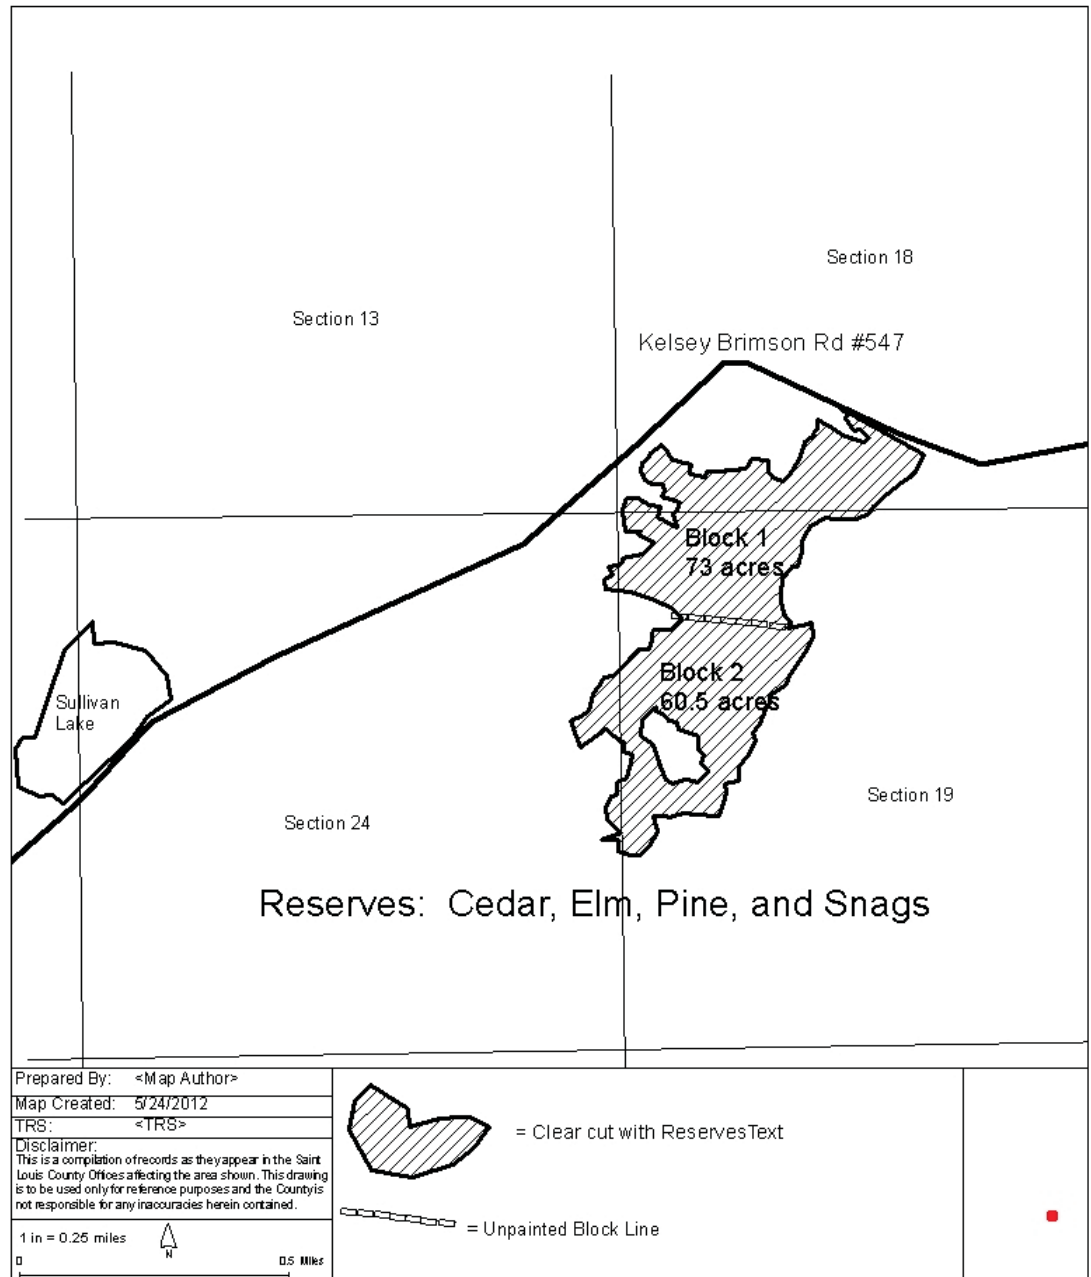 Section 18
Section 13
Kelsey Brimson Rd #547
Block 1
73 acres
Block 2
60.5 acres
Sullivan
Lake
Section 19
Section 24
Reserves:  Cedar, Elm, Pine, and Snags
Prepared By: <Map Author>
Map Created: 5/24/2012
TRS: <TRS>
Disclaimer:
This is a compilation of records as they appear in the Saint
Louis County Offices affecting the area shown. This drawing
is to be used only for reference purposes and the County is
not responsible for any inaccuracies herein contained.
= Clear cut with ReservesText
= Unpainted Block Line
1 in = 0.25 miles
N
0 0.5 Miles